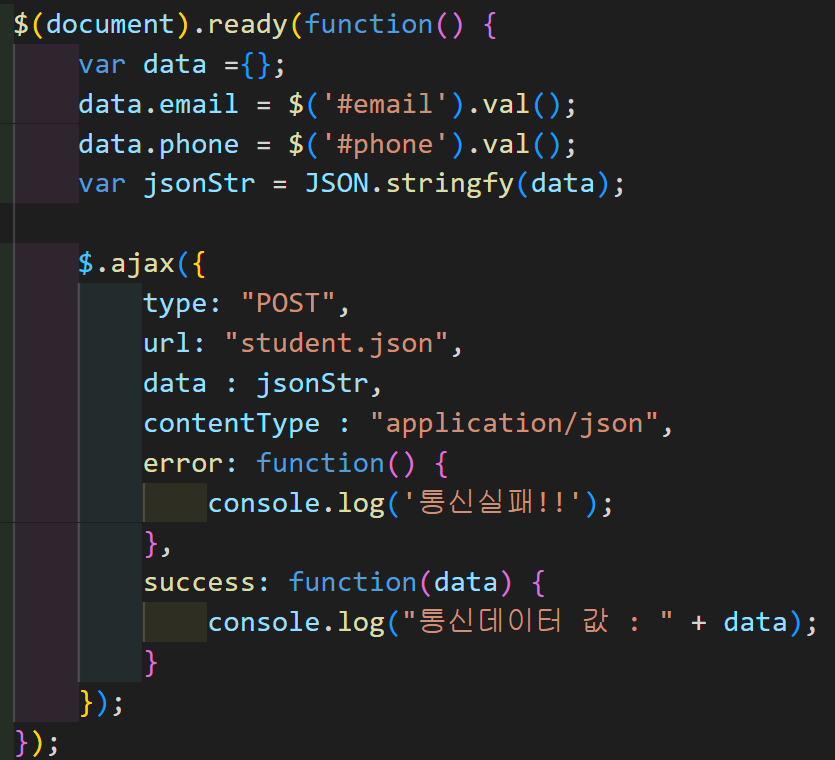 $(document).ready(function() {
var data ={};
data.email = $('#email').val();
data.phone = $('#phone').val();
var jsonStr = JSON.stringfy(data);
$.ajax({
type: "POST",
url: "student.json",
data : jsonStr,
contentType : "application/json",
error: function() {
console.log('통신실패!!');
},
success: function(data) {
console.log("통신데이터 값 : " + data);
}
});
});